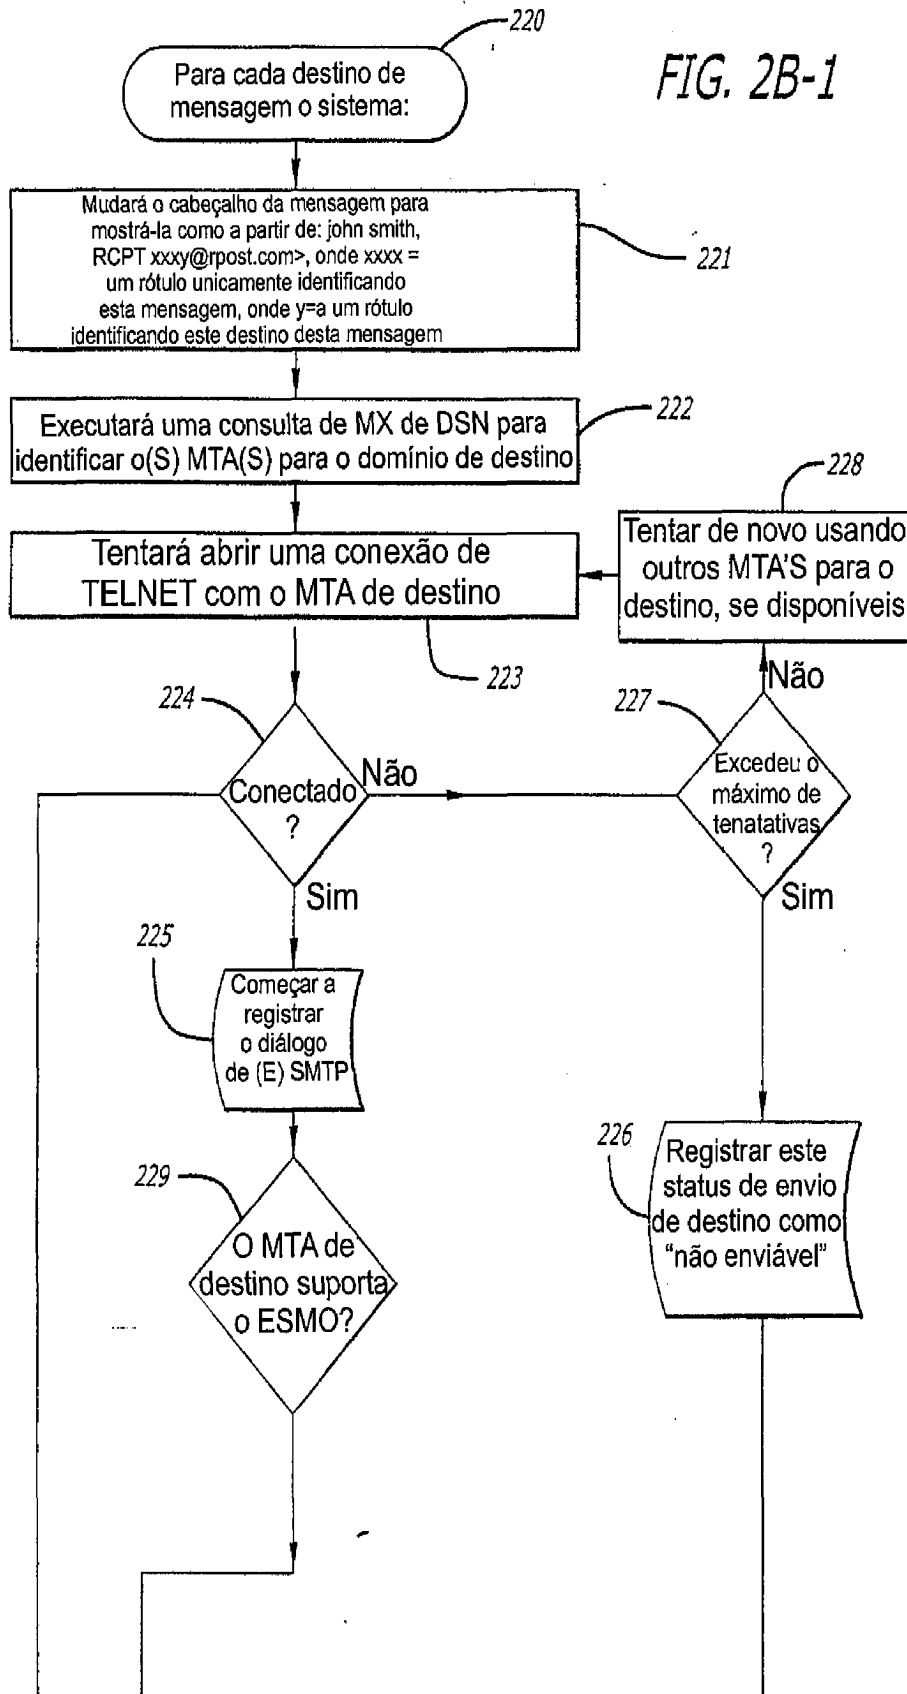 220
FIG. 2B-1
Para cada destino de
mensagem o sistema:
Mudará o cabeçalho da mensagem para
mostrá-la como a partir de: john smith,
RCPT xxxy@rpost.com>, onde xxxx =
um rótulo unicamente identificando
esta mensagem, onde y=a um rótulo
identificando este destino desta mensagem
221
Executará uma consulta de MX de DSN para
identificar o(S) MTA(S) para o domínio de destino
222
228
Tentará abrir uma conexão de
TELNET com o MTA de destino
223
Tentar de novo usando
outros MTA'S para o
destino, se disponíveis
Não
224
Conectado
?
Não
227
Excedeu o
máximo de
tenatativas
?
Sim
Sim
225
Começar a
registrar
o diálogo
de (E) SMTP
226
Registrar este
status de envio
de destino como
“não enviável”
229
O MTA de
destino suporta
o ESMO?